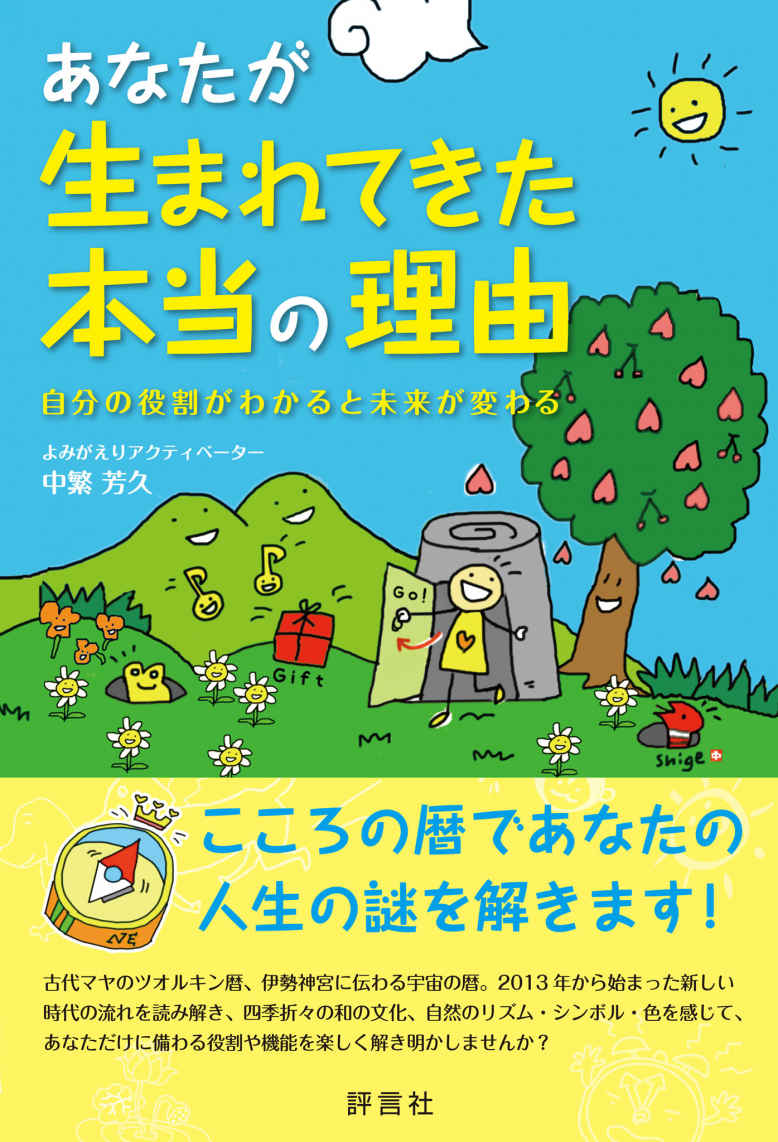 あなたが
生まれてきた
本当の理由
自分の役割がわかると未来が変わる
よみがえりアクティベーター
中繁 芳久
Go!
Gift
shige 中
NE
こころの暦であなたの
人生の謎を解きます!
古代マヤのツオルキン暦、伊勢神宮に伝わる宇宙の暦。2013年から始まった新しい
時代の流れを読み解き、四季折々の和の文化、自然のリズム・シンボル・色を感じて、
あなただけに備わる役割や機能を楽しく解き明かしませんか？
評言社